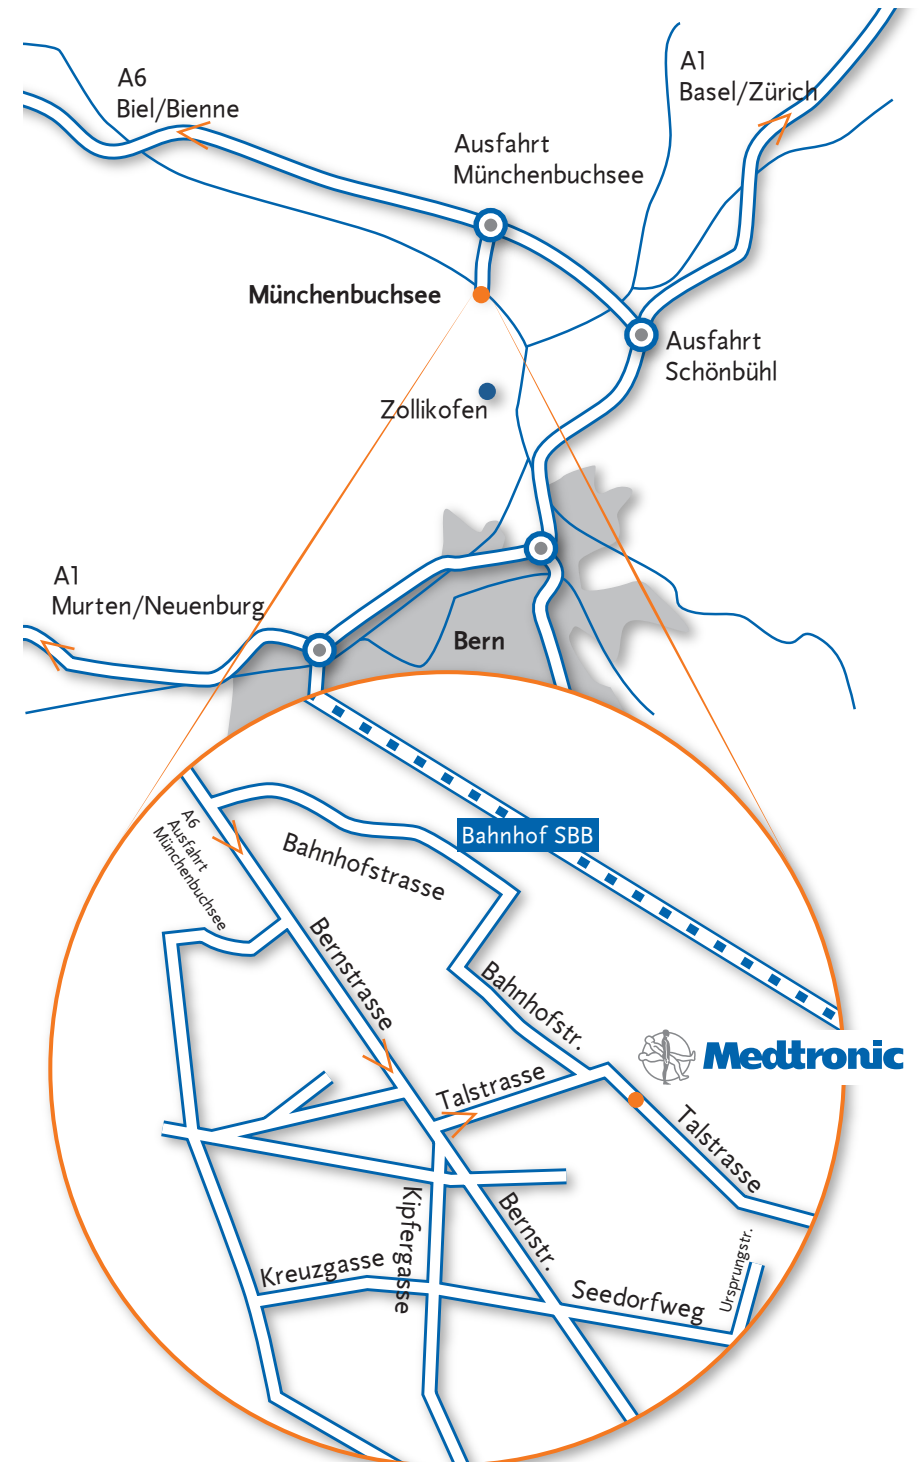 A6
Biel/Bienne
A1
Basel/Zürich
Ausfahrt
Münchenbuchsee
Münchenbuchsee
Ausfahrt
Schönbühl
Zollikofen
A1
Murten/Neuenburg
Bern
A6
Ausfahrt
Münchenbuchsee
Bahnhof SBB
Bahnhofstrasse
Bernstrasse
Bahnhofstr.
Medtronic
Talstrasse
Talstrasse
Kipfergasse
Bernstr.
Kreuzgasse
Seedorfweg
Ursprungstr.